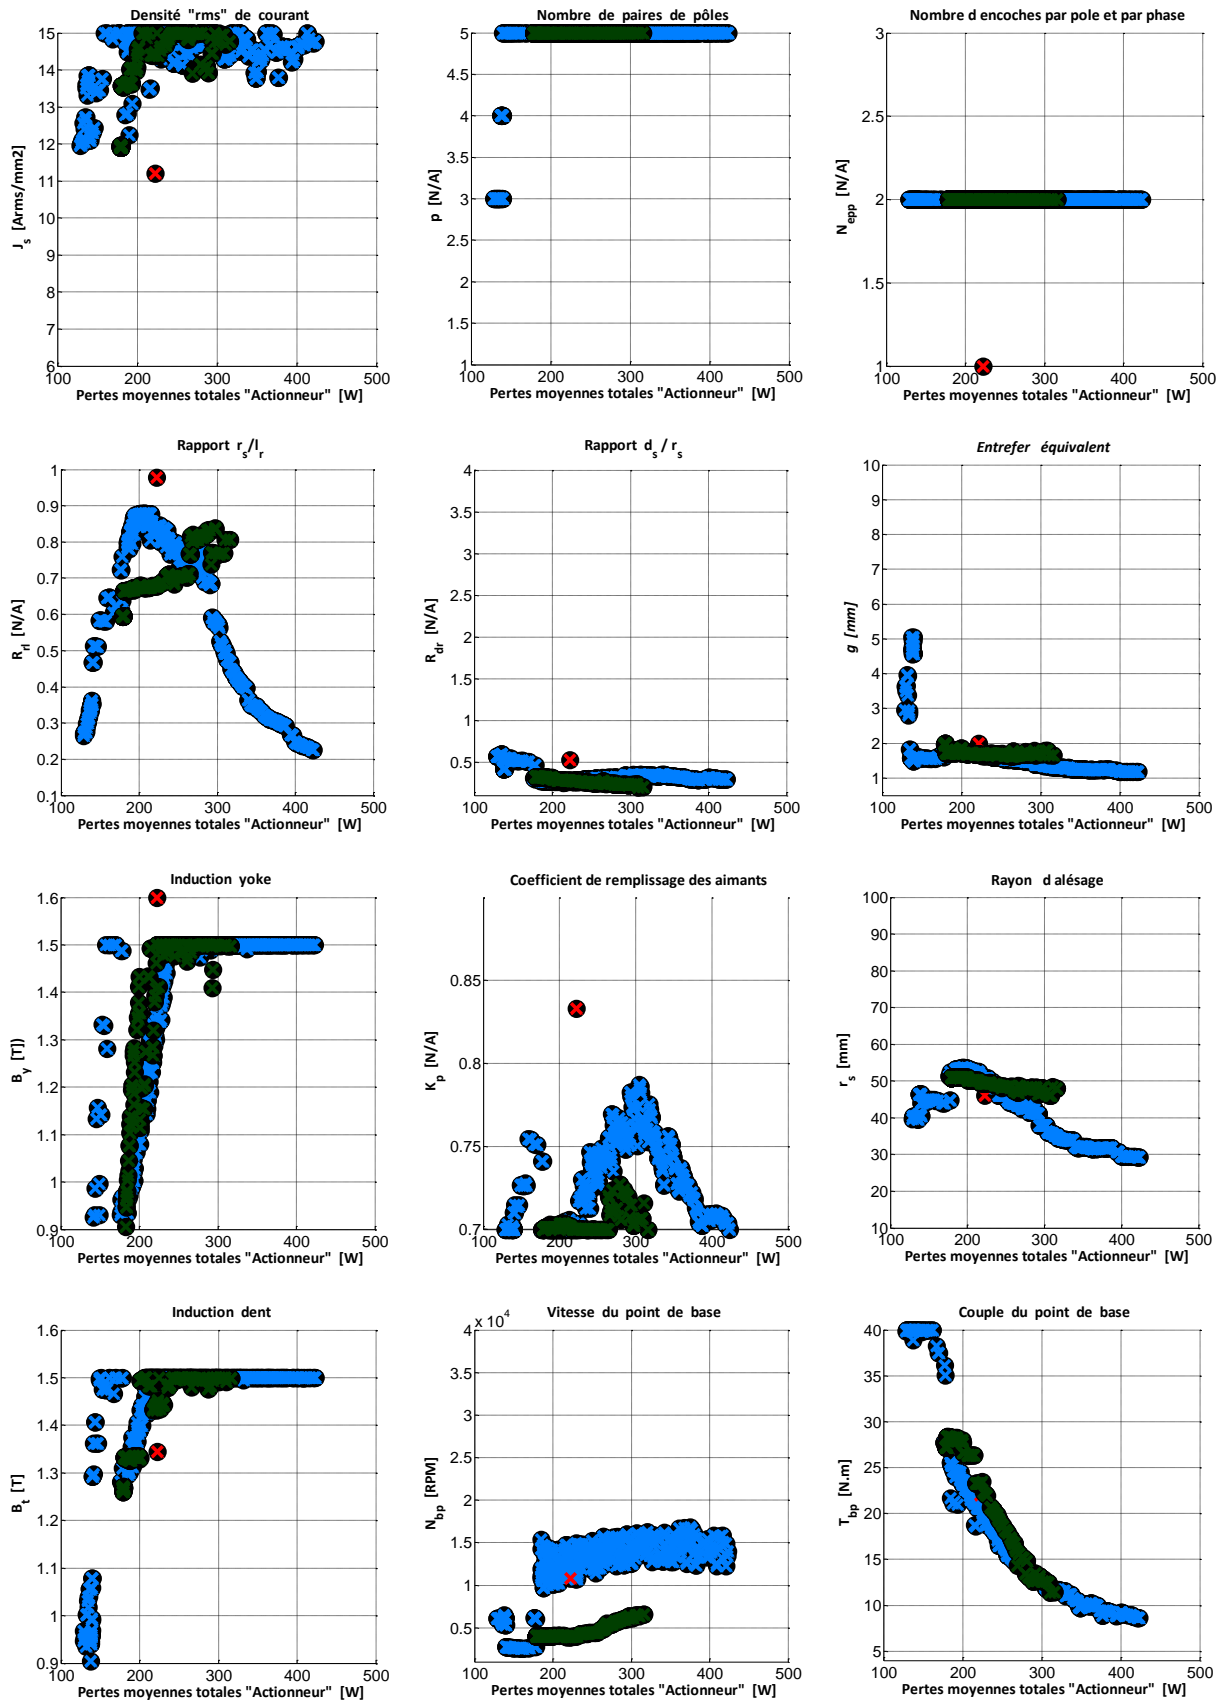 Densité "rms" de courant
15
14
13
12
11
10
9
8
7
6
J_s [Arms/mm2]
100 200 300 400 500
Pertes moyennes totales "Actionneur" [W]
Nombre de paires de pôles
5
4.5
4
3.5
3
2.5
2
1.5
1
p [N/A]
100 200 300 400 500
Pertes moyennes totales "Actionneur" [W]
Nombre d encoches par pole et par phase
3
2.5
2
1.5
1
N_epp [N/A]
100 200 300 400 500
Pertes moyennes totales "Actionneur" [W]
Rapport r_s/l_r
1
0.9
0.8
0.7
0.6
0.5
0.4
0.3
0.2
0.1
R_rl [N/A]
100 200 300 400 500
Pertes moyennes totales "Actionneur" [W]
Rapport d_s / r_s
4
3.5
3
2.5
2
1.5
1
0.5
R_dr [N/A]
100 200 300 400 500
Pertes moyennes totales "Actionneur" [W]
Entrefer équivalent
10
9
8
7
6
5
4
3
2
1
g [mm]
100 200 300 400 500
Pertes moyennes totales "Actionneur" [W]
Induction yoke
1.6
1.5
1.4
1.3
1.2
1.1
1
0.9
B_y [T])
100 200 300 400 500
Pertes moyennes totales "Actionneur" [W]
Coefficient de remplissage des aimants
0.85
0.8
0.75
0.7
K_p [N/A]
100 200 300 400 500
Pertes moyennes totales "Actionneur" [W]
Rayon d alésage
100
90
80
70
60
50
40
30
20
10
r_s [mm]
100 200 300 400 500
Pertes moyennes totales "Actionneur" [W]
Induction dent
1.6
1.5
1.4
1.3
1.2
1.1
1
0.9
B_t [T]
100 200 300 400 500
Pertes moyennes totales "Actionneur" [W]
Vitesse du point de base
x 10^4
4
3.5
3
2.5
2
1.5
1
0.5
0
N_bp [RPM]
100 200 300 400 500
Pertes moyennes totales "Actionneur" [W]
Couple du point de base
40
35
30
25
20
15
10
5
T_bp [N.m]
100 200 300 400 500
Pertes moyennes totales "Actionneur" [W]